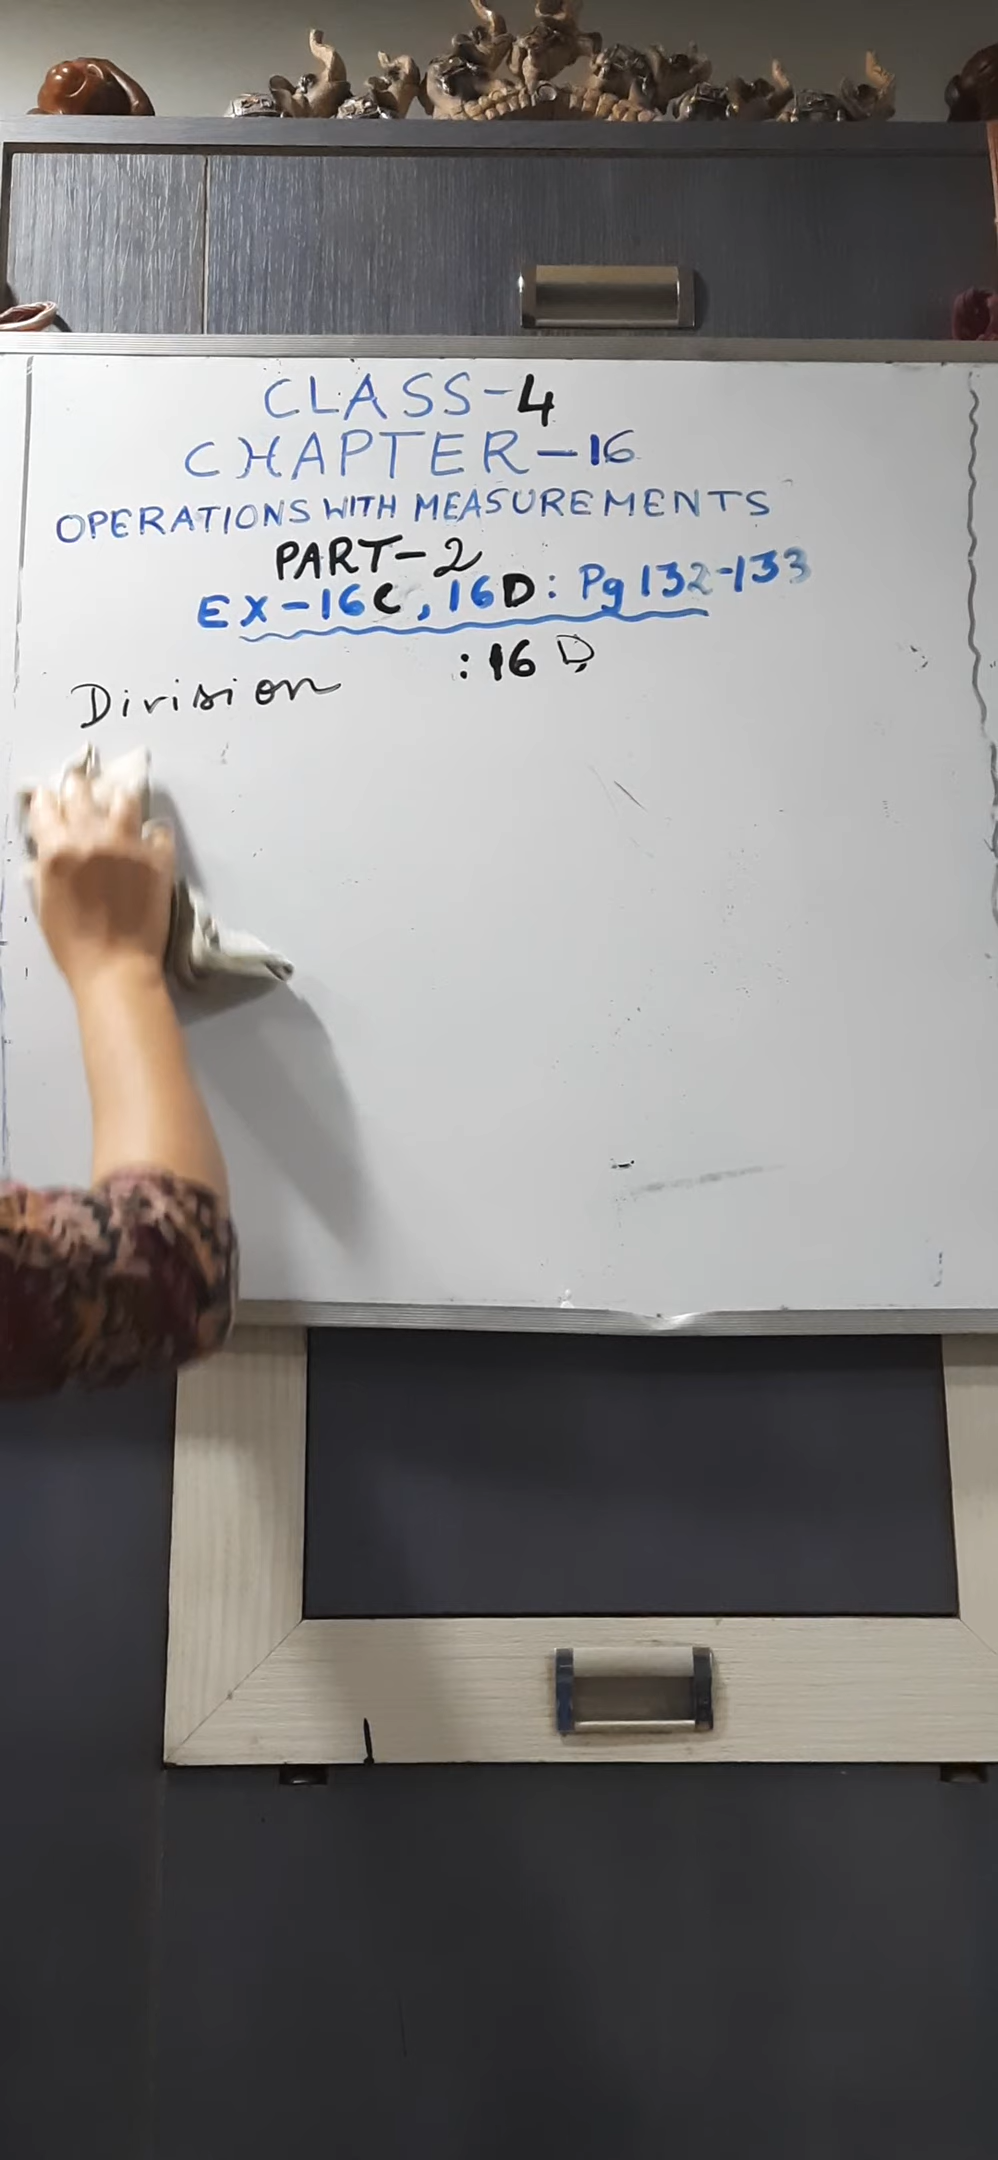 CLASS-4
CHAPTER-16
OPERATIONS WITH MEASUREMENTS
PART-2
EX-16C, 16D: Pg 132-133
Division : 16 D